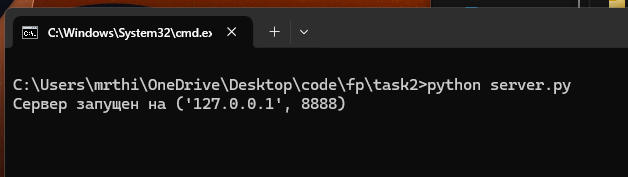 C:\Windows\System32\cmd.ex
C:\Users\mrthi\OneDrive\Desktop\code\fp\task2>python server.py
Сервер запущен на ('127.0.0.1', 8888)